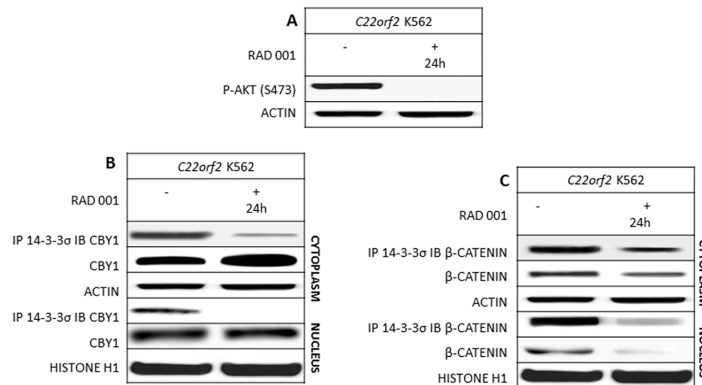 A
C22orf2 K562
RAD 001
- +
24h
P-AKT (S473)
ACTIN
B
C22orf2 K562
RAD 001
- +
24h
IP 14-3-3σ IB CBY1
CBY1
ACTIN
IP 14-3-3σ IB CBY1
CBY1
HISTONE H1
CYTOPLASM
NUCLEUS
C
C22orf2 K562
RAD 001
- +
24h
IP 14-3-3σ IB β-CATENIN
β-CATENIN
ACTIN
IP 14-3-3σ IB β-CATENIN
β-CATENIN
HISTONE H1